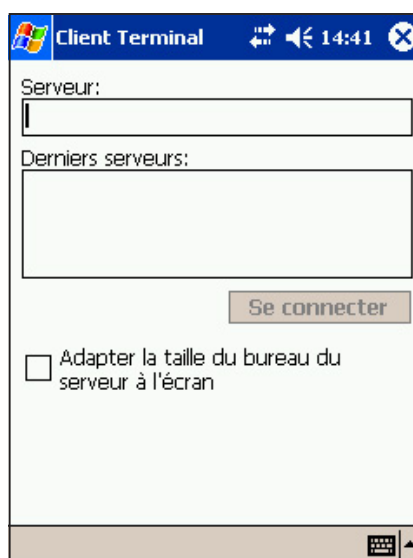 Client Terminal 14:41
Serveur:
Derniers serveurs:
Se connecter
Adapter la taille du bureau du
serveur à l'écran